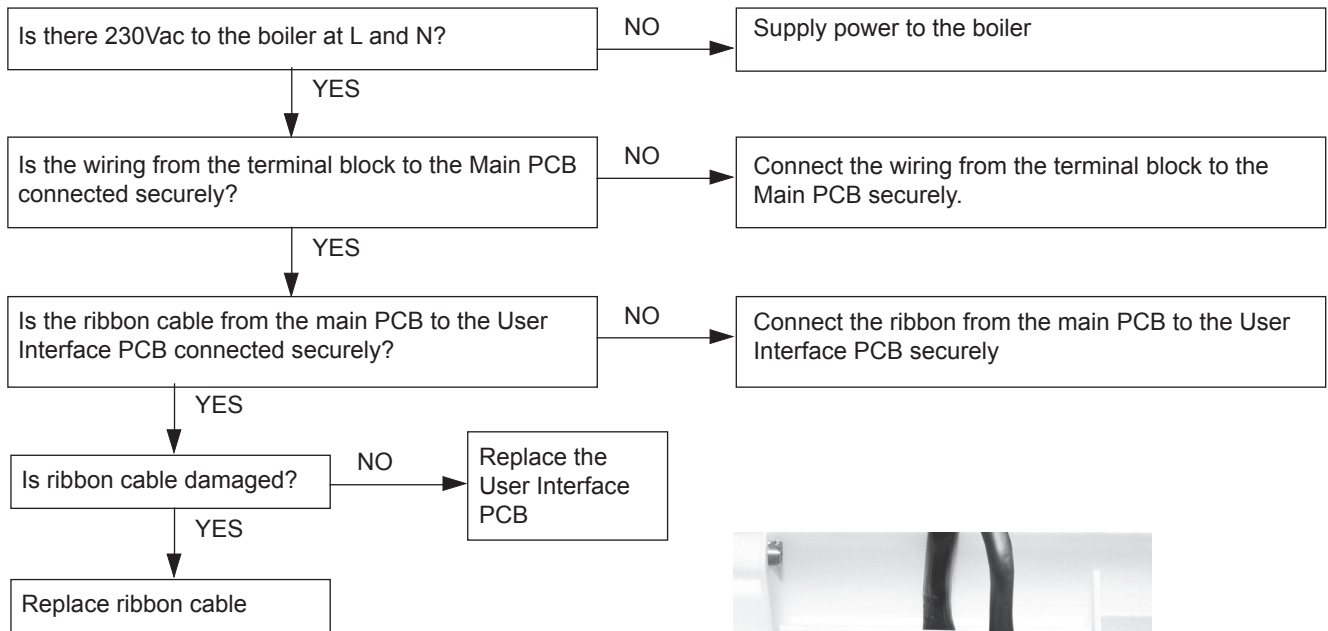 Is there 230Vac to the boiler at L and N?
NO
Supply power to the boiler
YES
Is the wiring from the terminal block to the Main PCB
connected securely?
NO
Connect the wiring from the terminal block to the
Main PCB securely.
YES
Is the ribbon cable from the main PCB to the User
Interface PCB connected securely?
NO
Connect the ribbon from the main PCB to the User
Interface PCB securely
YES
Is ribbon cable damaged?
NO
Replace the
User Interface
PCB
YES
Replace ribbon cable